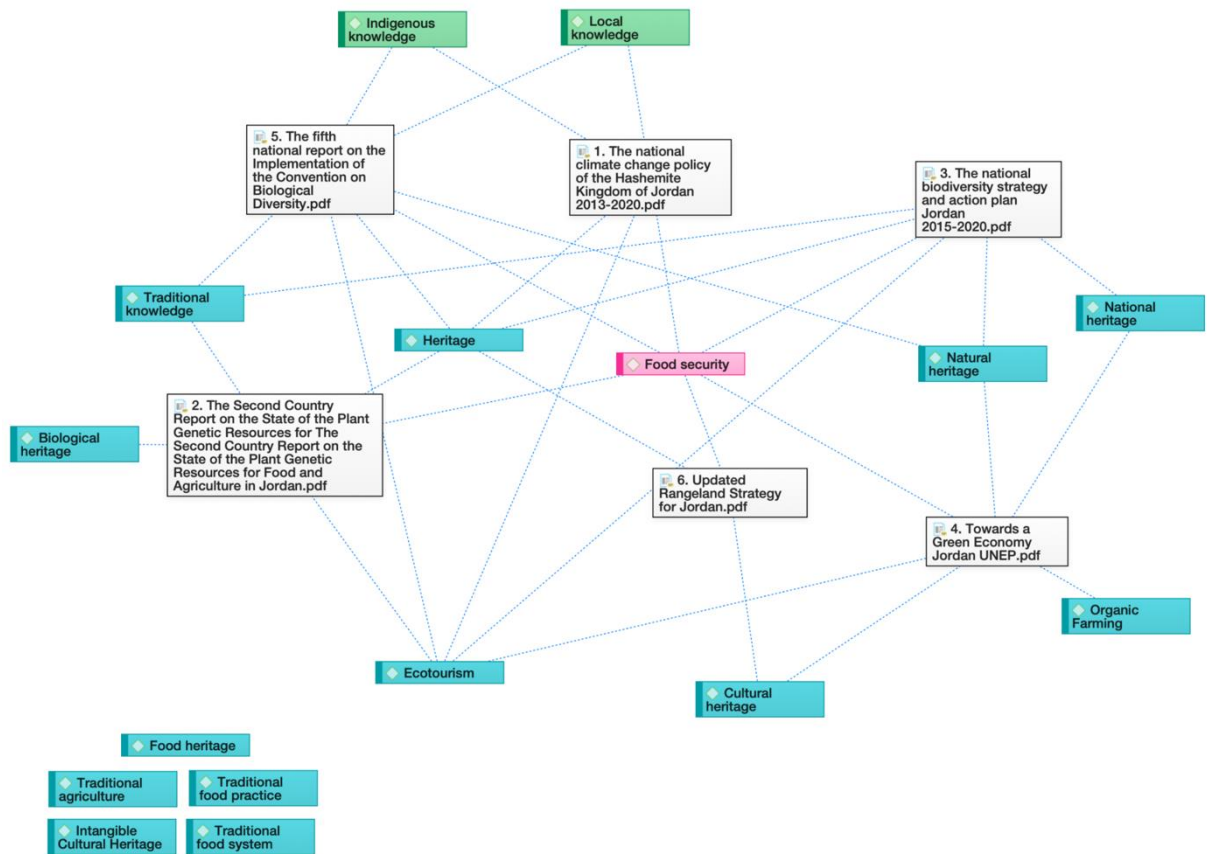 Indigenous
knowledge
Local
knowledge
5. The fifth
national report on the
Implementation of
the Convention on
Biological
Diversity.pdf
1. The national
climate change policy
of the Hashemite
Kingdom of Jordan
2013-2020.pdf
3. The national
biodiversity strategy
and action plan
Jordan
2015-2020.pdf
Traditional
knowledge
National
heritage
Heritage
Food security
Natural
heritage
2. The Second Country
Report on the State of the Plant
Genetic Resources for The
Second Country Report on the
State of the Plant Genetic
Resources for Food and
Agriculture in Jordan.pdf
Biological
heritage
6. Updated
Rangeland Strategy
for Jordan.pdf
4. Towards a
Green Economy
Jordan UNEP.pdf
Organic
Farming
Ecotourism
Cultural
heritage
Food heritage
Traditional
agriculture
Traditional
food practice
Intangible
Cultural Heritage
Traditional
food system